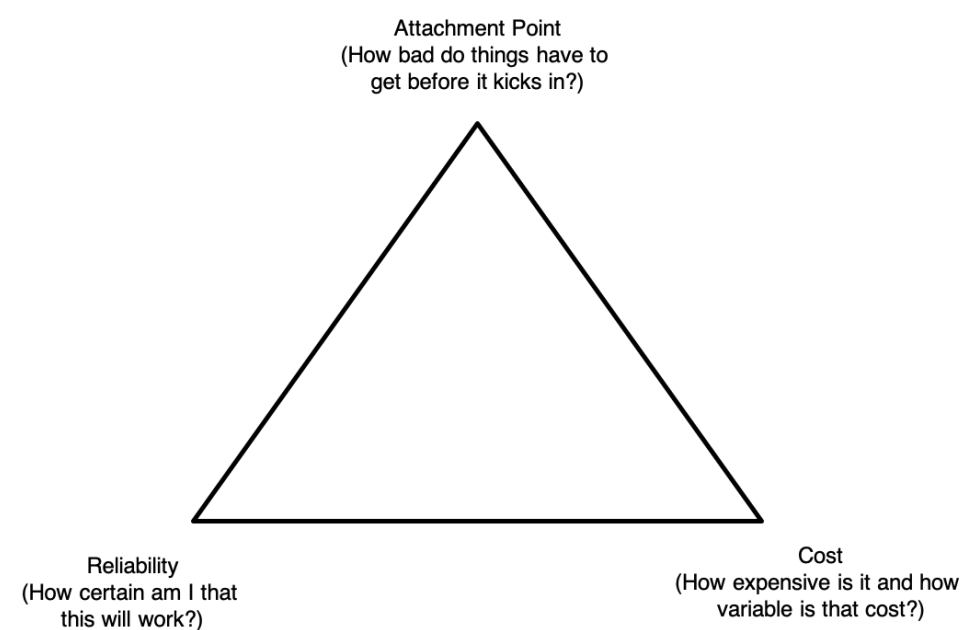 Attachment Point
(How bad do things have to
get before it kicks in?)
Reliability
(How certain am I that
this will work?)
Cost
(How expensive is it and how
variable is that cost?)